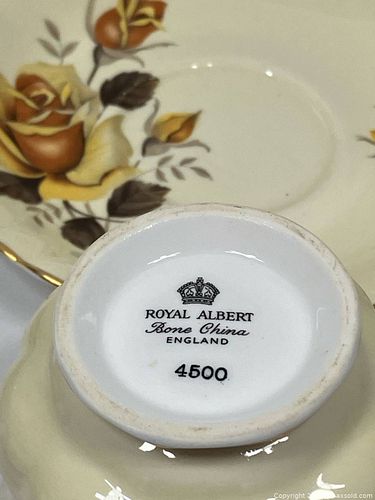 ROYAL ALBERT
Bone China
ENGLAND
4500